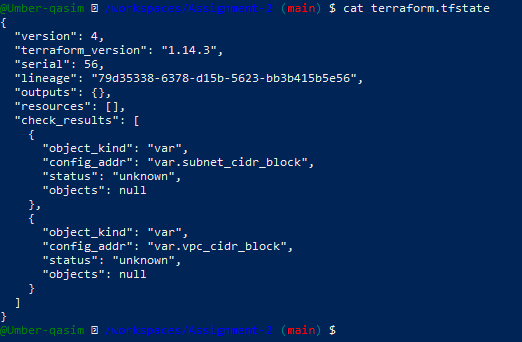 @Umber-qasim /workspaces/Assignment-2 (main) $ cat terraform.tfstate
{
  "version": 4,
  "terraform_version": "1.14.3",
  "serial": 56,
  "lineage": "79d35338-6378-d15b-5623-bb3b415b5e56",
  "outputs": {},
  "resources": [],
  "check_results": [
    {
      "object_kind": "var",
      "config_addr": "var.subnet_cidr_block",
      "status": "unknown",
      "objects": null
    },
    {
      "object_kind": "var",
      "config_addr": "var.vpc_cidr_block",
      "status": "unknown",
      "objects": null
    }
  ]
}
@Umber-qasim /workspaces/Assignment-2 (main) $